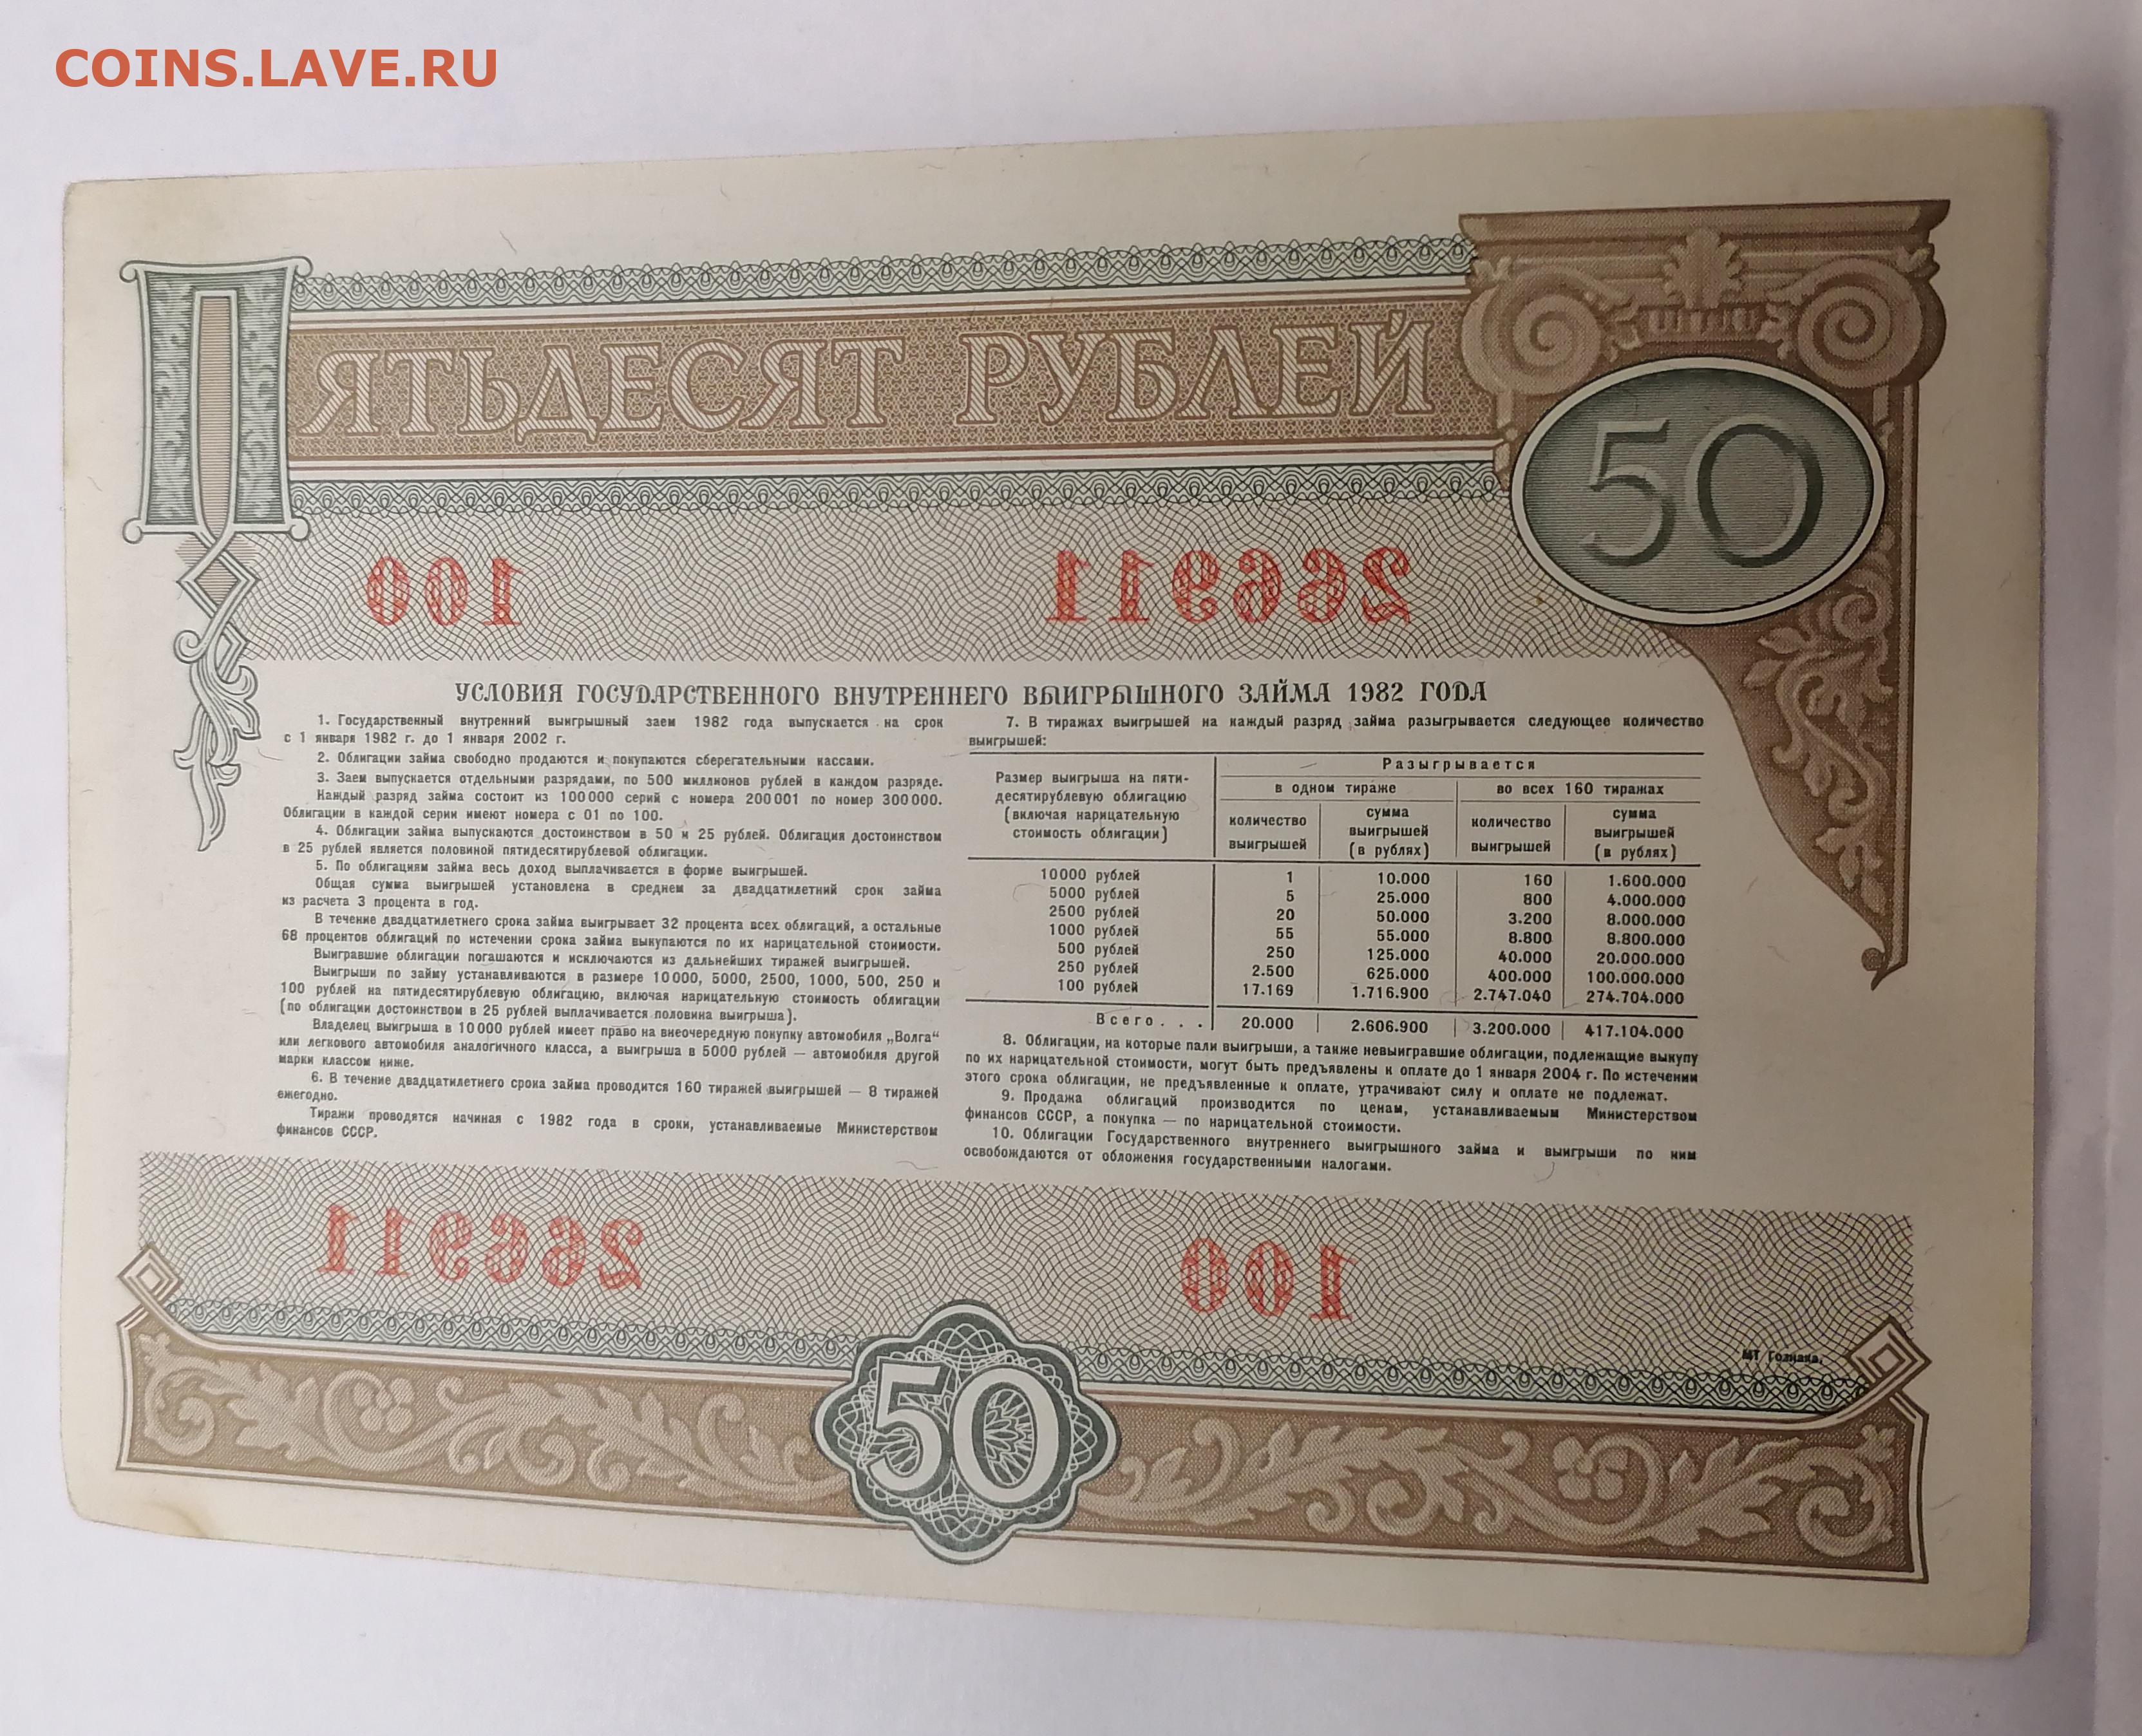 COINS.LAVE.RU
ПЯТЬДЕСЯТ РУБЛЕЙ
50
100 266911
УСЛОВИЯ ГОСУДАРСТВЕННОГО ВНУТРЕННЕГО ВЫИГРЫШНОГО ЗАЙМА 1982 ГОДА
1. Государственный внутренний выигрышный заем 1982 года выпускается на срок
с 1 января 1982 г. до 1 января 2002 г.
2. Облигации займа свободно продаются и покупаются сберегательными кассами.
3. Заем выпускается отдельными разрядами, по 500 миллионов рублей в каждом разряде.
Каждый разряд займа состоит из 100 000 серий с номера 200 001 по номер 300 000.
Облигации в каждой серии имеют номера с 01 по 100.
4. Облигации займа выпускаются достоинством в 50 и 25 рублей. Облигация достоинством
в 25 рублей является половиной пятидесятирублевой облигации.
5. По облигациям займа весь доход выплачивается в форме выигрышей.
Общая сумма выигрышей установлена в среднем за двадцатилетний срок займа
из расчета 3 процента в год.
В течение двадцатилетнего срока займа выигрывает 32 процента всех облигаций, а остальные
68 процентов облигаций по истечении срока займа выкупаются по их нарицательной стоимости.
Выигравшие облигации погашаются и исключаются из дальнейших тиражей выигрышей.
Выигрыши по займу устанавливаются в размере 10 000, 5000, 2500, 1000, 500, 250 и
100 рублей на пятидесятирублевую облигацию, включая нарицательную стоимость облигации
(по облигации достоинством в 25 рублей выплачивается половина выигрыша).
Владелец выигрыша в 10 000 рублей имеет право на внеочередную покупку автомобиля „Волга“
или легкового автомобиля аналогичного класса, а выигрыша в 5000 рублей — автомобиля другой
марки классом ниже.
6. В течение двадцатилетнего срока займа проводится 160 тиражей выигрышей — 8 тиражей
ежегодно.
Тиражи проводятся начиная с 1982 года в сроки, устанавливаемые Министерством
финансов СССР.
7. В тиражах выигрышей на каждый разряд займа разыгрывается следующее количество
выигрышей:
Размер выигрыша на пяти-
десятирублевую облигацию
(включая нарицательную
стоимость облигации)
Разыгрывается
в одном тираже во всех 160 тиражах
количество выигрышей сумма выигрышей (в рублях) количество выигрышей сумма выигрышей (в рублях)
10000 рублей 1 10.000 160 1.600.000
5000 рублей 5 25.000 800 4.000.000
2500 рублей 20 50.000 3.200 8.000.000
1000 рублей 55 55.000 8.800 8.800.000
500 рублей 250 125.000 40.000 20.000.000
250 рублей 2.500 625.000 400.000 100.000.000
100 рублей 17.169 1.716.900 2.747.040 274.704.000
Всего... 20.000 2.606.900 3.200.000 417.104.000
8. Облигации, на которые пали выигрыши, а также невыигравшие облигации, подлежащие выкупу
по их нарицательной стоимости, могут быть предъявлены к оплате до 1 января 2004 г. По истечении
этого срока облигации, не предъявленные к оплате, утрачивают силу и оплате не подлежат.
9. Продажа облигаций производится по ценам, устанавливаемым Министерством
финансов СССР, а покупка — по нарицательной стоимости.
10. Облигации Государственного внутреннего выигрышного займа и выигрыши по ним
освобождаются от обложения государственными налогами.
266911 100
МТ Гознака.
50